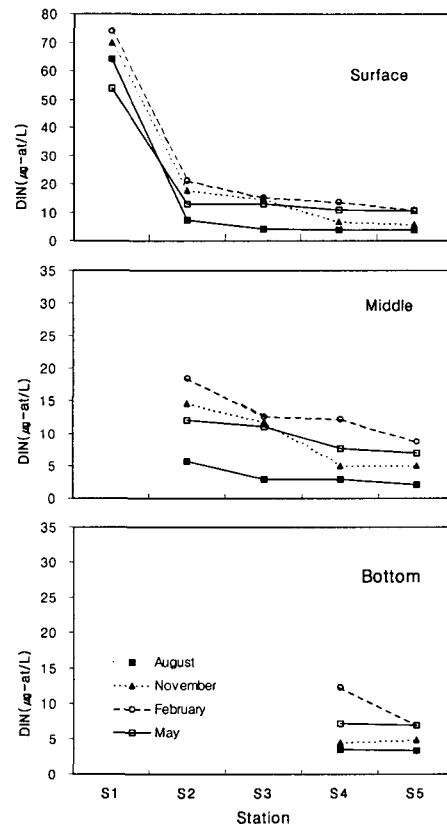 80
70
60
50
40
30
20
10
0
DIN(μg-at/L)
Surface
35
30
25
20
15
10
5
0
DIN(μg-at/L)
Middle
35
30
25
20
15
10
5
0
DIN(μg-at/L)
Bottom
August
November
February
May
S1 S2 S3 S4 S5
Station